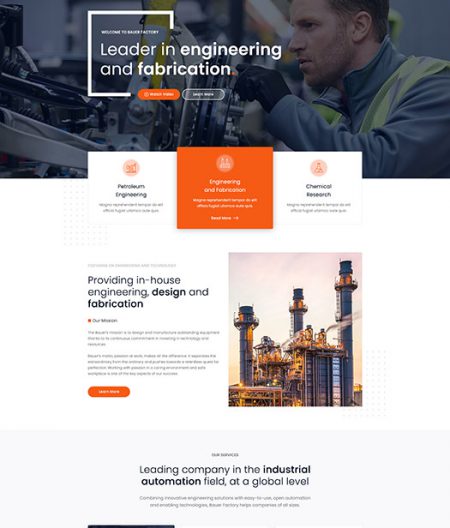 WELCOME TO BAUER FACTORY
Leader in engineering
and fabrication.
Watch Video
Learn More
Petroleum
Engineering
Magna reprehenderit tempor do elit
officia fugiat ullamco aute quis
Engineering
and Fabrication
Magna reprehenderit tempor do elit
officia fugiat ullamco aute quis
Read More
Chemical
Research
Magna reprehenderit tempor do elit
officia fugiat ullamco aute quis
FOCUSING ON ENGINEERING AND TECHNOLOGY
Providing in-house
engineering, design and
fabrication
Our Mission
The Bauer's mission is to design and manufacture outstanding equipment
thanks to its continuous commitment in investing in technology and
resources.
Bauer's motto passion at work, makes all the difference. It separates the
extraordinary from the ordinary and pushes towards a relentless quest for
perfection. Working with passion in a caring environment and safe
workplace is one of the key aspects of our success.
Learn More
OUR SERVICES
Leading company in the industrial
automation field, at a global level
Combining innovative engineering solutions with easy-to-use, open automation
and enabling technologies, Bauer Factory helps companies of all sizes.